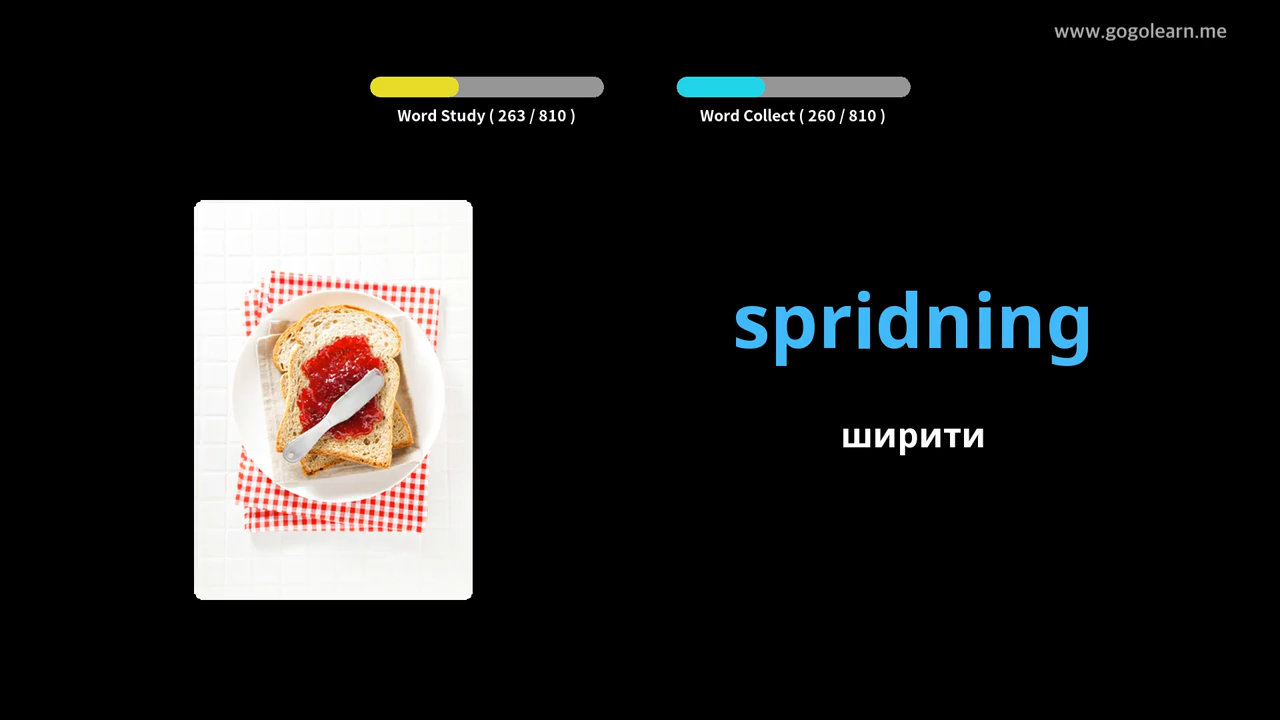 www.gogolearn.me
Word Study ( 263 / 810 )
Word Collect ( 260 / 810 )
spridning
ширити